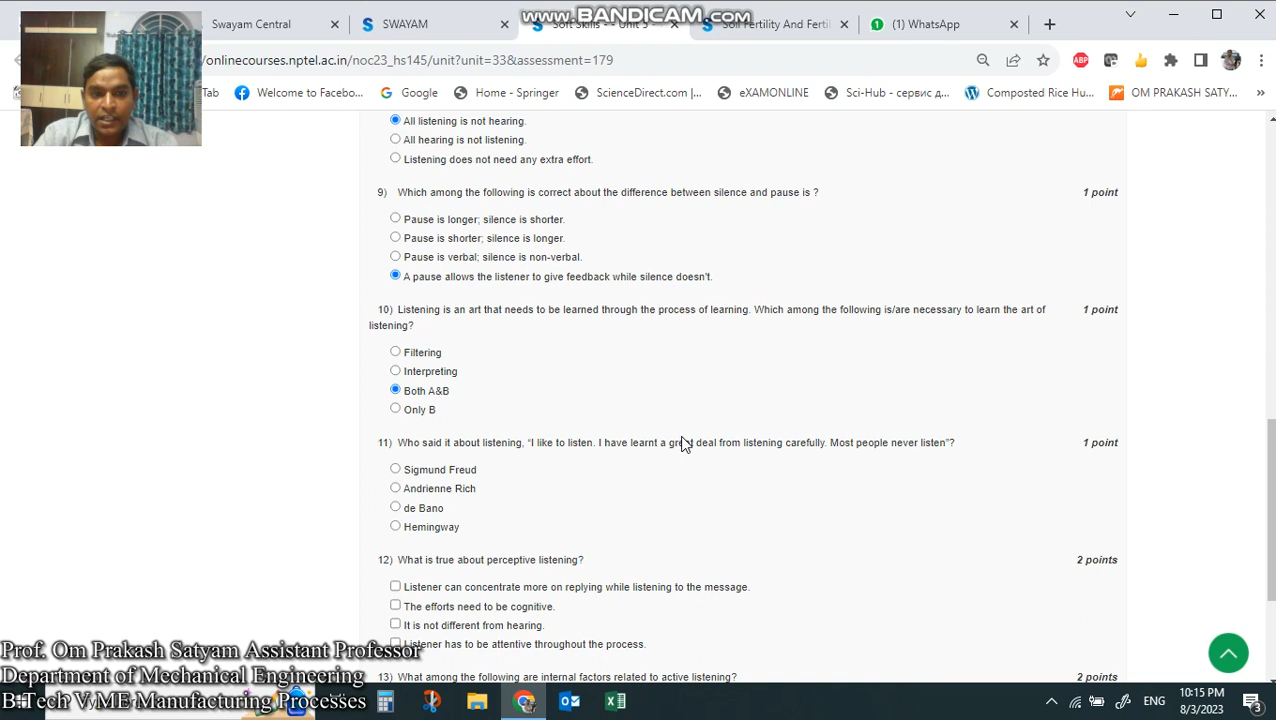 www.BANDICAM.com
Swayam Central
SWAYAM
Soft Skills - - Unit 5 -
Soil Fertility And Fertil
(1) WhatsApp
/onlinecourses.nptel.ac.in/noc23_hs145/unit?unit=33&assessment=179
Tab
Welcome to Facebo...
Google
Home - Springer
ScienceDirect.com |...
eXAMONLINE
Sci-Hub - сервис д...
Composted Rice Hu...
OM PRAKASH SATY...
»
All listening is not hearing.
All hearing is not listening.
Listening does not need any extra effort.
9) Which among the following is correct about the difference between silence and pause is ?
1 point
Pause is longer; silence is shorter.
Pause is shorter; silence is longer.
Pause is verbal; silence is non-verbal.
A pause allows the listener to give feedback while silence doesn't.
10) Listening is an art that needs to be learned through the process of learning. Which among the following is/are necessary to learn the art of
1 point
listening?
Filtering
Interpreting
Both A&B
Only B
11) Who said it about listening, “I like to listen. I have learnt a great deal from listening carefully. Most people never listen”?
1 point
Sigmund Freud
Andrienne Rich
de Bano
Hemingway
12) What is true about perceptive listening?
2 points
Listener can concentrate more on replying while listening to the message.
The efforts need to be cognitive.
It is not different from hearing.
Listener has to be attentive throughout the process.
13) What among the following are internal factors related to active listening?
2 points
Prof. Om Prakash Satyam Assistant Professor
Department of Mechanical Engineering
B.Tech V ME Manufacturing Processes
ENG
10:15 PM
8/3/2023
3